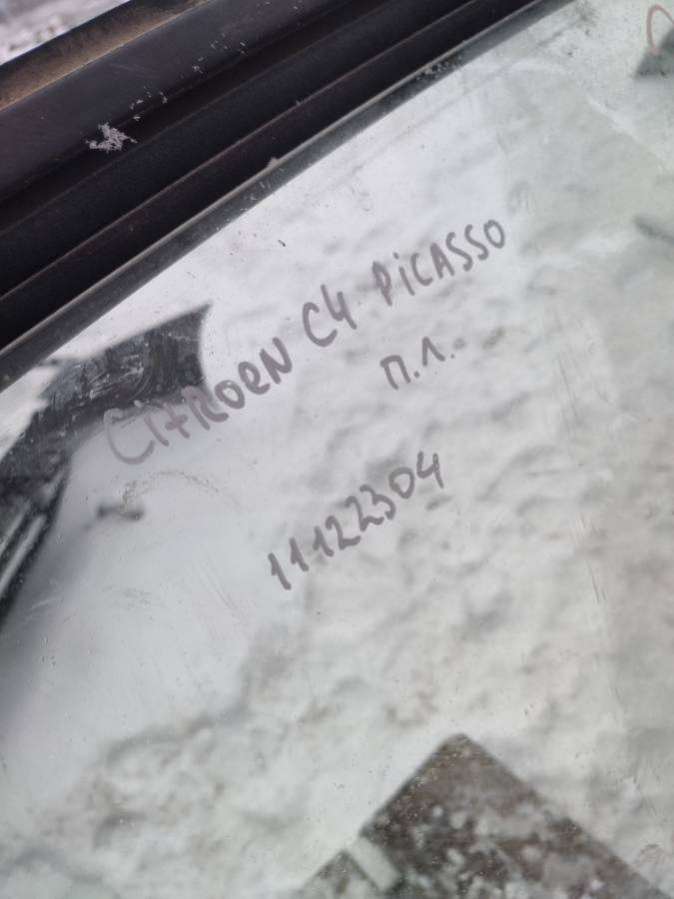 CITROEN C4 PICASSO
П.Л.
11122304